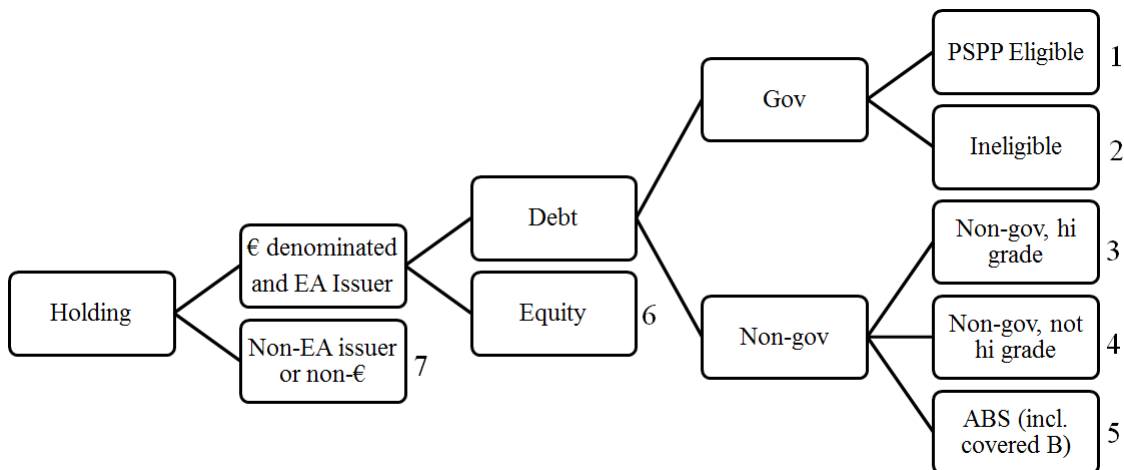 Holding
€ denominated
and EA Issuer
Non-EA issuer
or non-€
7
Debt
Equity
6
Gov
Non-gov
PSPP Eligible
1
Ineligible
2
Non-gov, hi
grade
3
Non-gov, not
hi grade
4
ABS (incl.
covered B)
5